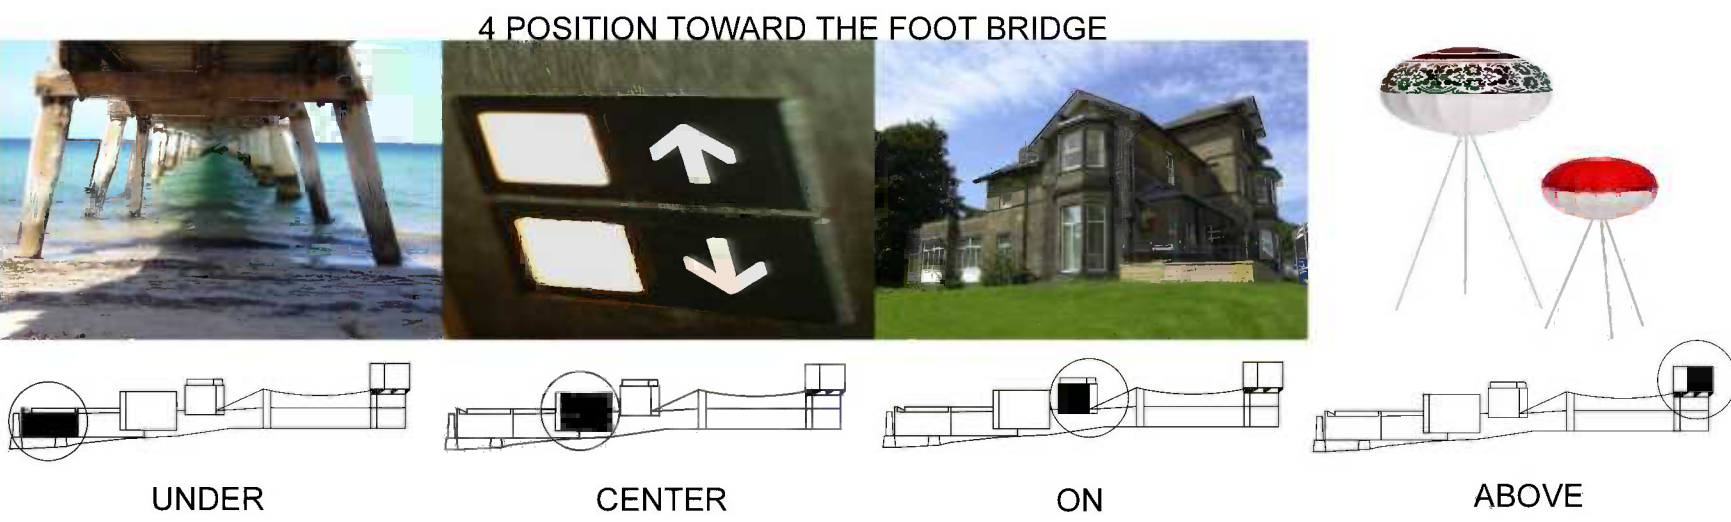 4 POSITION TOWARD THE FOOT BRIDGE
UNDER
CENTER
ON
ABOVE